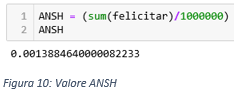 1 ANSH = (sum(felicitar)/1000000)
2 ANSH
0.0013884640000082233
Figura 10: Valore ANSH